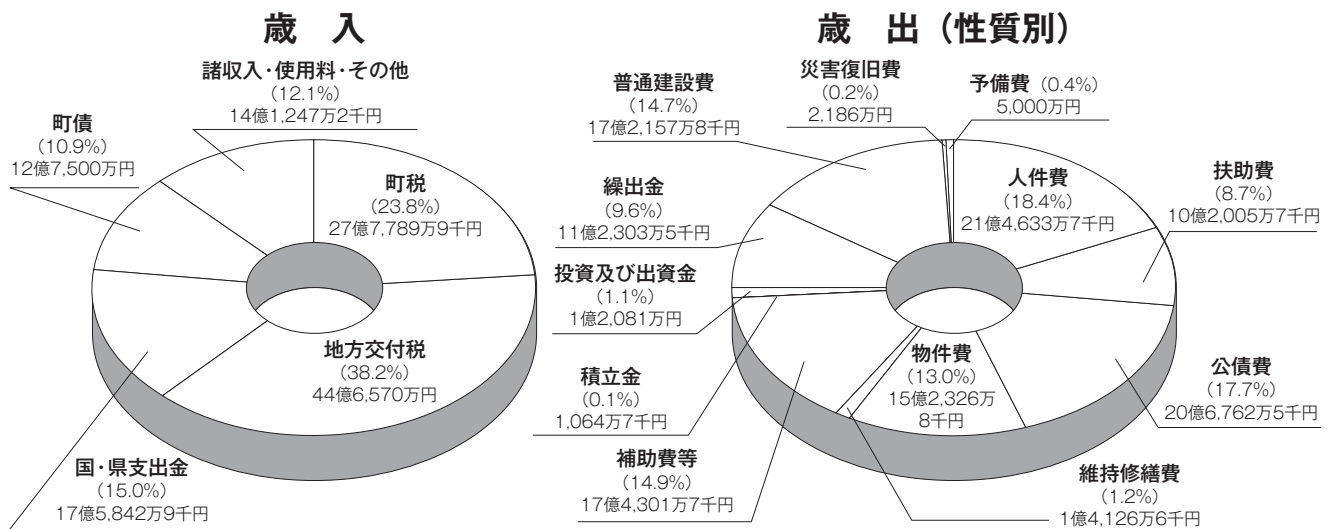 歳 入
諸収入・使用料・その他
(12.1%)
14億1,247万2千円
町債
(10.9%)
12億7,500万円
町税
(23.8%)
27億7,789万9千円
地方交付税
(38.2%)
44億6,570万円
国・県支出金
(15.0%)
17億5,842万9千円
歳 出（性質別）
災害復旧費
(0.2%)
2,186万円
予備費 (0.4%)
5,000万円
普通建設費
(14.7%)
17億2,157万8千円
人件費
(18.4%)
21億4,633万7千円
扶助費
(8.7%)
10億2,005万7千円
繰出金
(9.6%)
11億2,303万5千円
投資及び出資金
(1.1%)
1億2,081万円
物件費
(13.0%)
15億2,326万
8千円
公債費
(17.7%)
20億6,762万5千円
積立金
(0.1%)
1,064万7千円
補助費等
(14.9%)
17億4,301万7千円
維持修繕費
(1.2%)
1億4,126万6千円